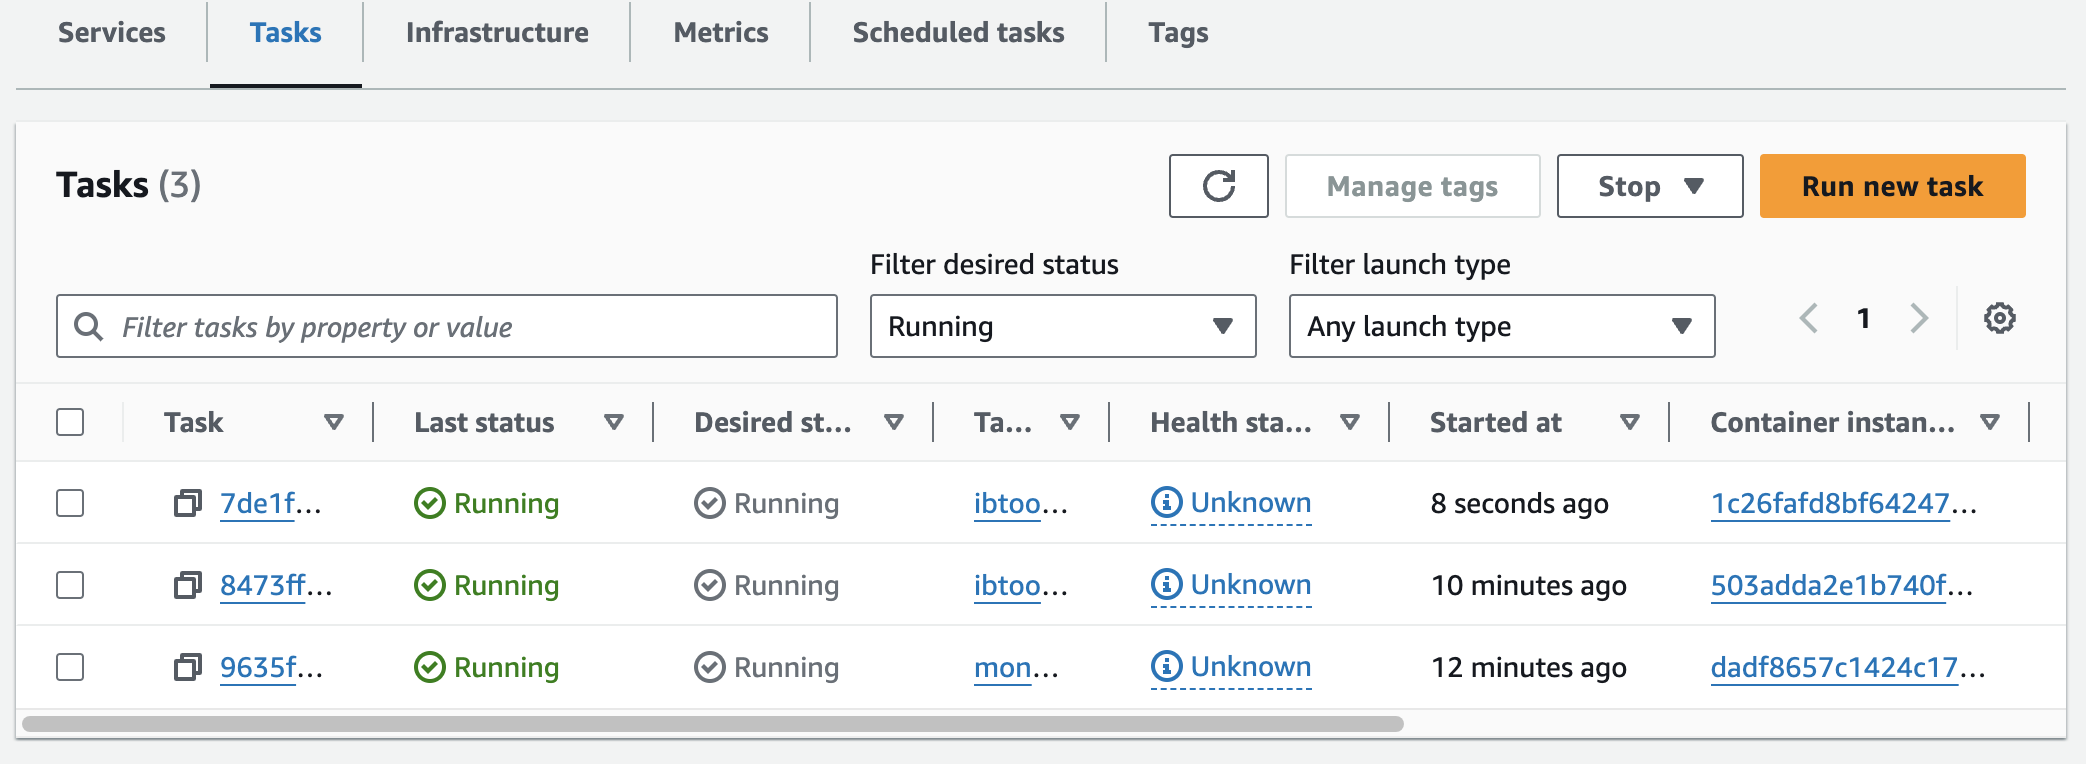 Services Tasks Infrastructure Metrics Scheduled tasks Tags
Tasks (3) Manage tags Stop Run new task
Filter desired status Filter launch type
Filter tasks by property or value Running Any launch type 1
Task Last status Desired st... Ta... Health sta... Started at Container instan...
7de1f... Running Running ibtoo... Unknown 8 seconds ago 1c26fafd8bf64247...
8473ff... Running Running ibtoo... Unknown 10 minutes ago 503adda2e1b740f...
9635f... Running Running mon... Unknown 12 minutes ago dadf8657c1424c17...